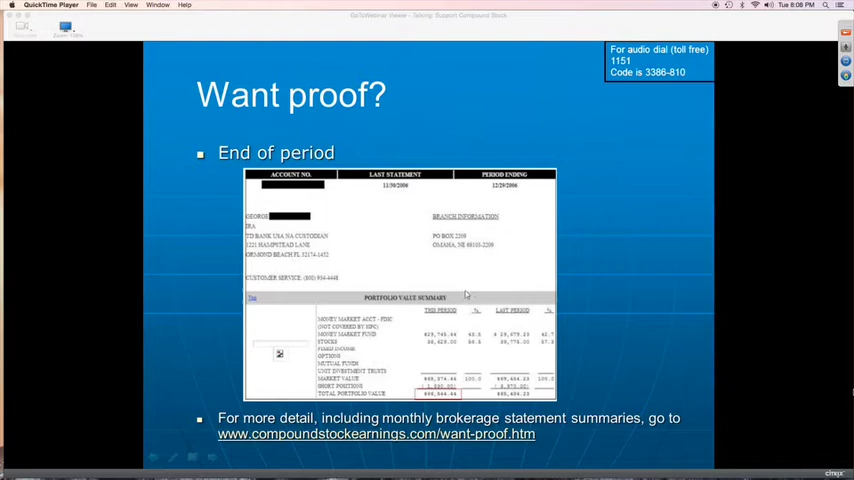 QuickTime Player File Edit View Window Help
Tue 8:08 PM
GoToWebinar Viewer - Talking: Support Compound Stock
For audio dial (toll free)
1151
Code is 3386-810
Want proof?
End of period
ACCOUNT NO. LAST STATEMENT PERIOD ENDING
11/30/2006 12/29/2006
GEORGE
IRA
TD BANK USA NA CUSTODIAN
1221 HAMPSTEAD LANE
ORMOND BEACH FL 32174-1452
BRANCH INFORMATION
PO BOX 2209
OMAHA, NE 68103-2209
CUSTOMER SERVICE: (800) 934-4448
PORTFOLIO VALUE SUMMARY
THIS PERIOD % LAST PERIOD %
MONEY MARKET ACCT - FDIC
(NOT COVERED BY SIPC)
MONEY MARKET FUND
STOCKS
FIXED INCOME
OPTIONS
MUTUAL FUNDS
UNIT INVESTMENT TRUSTS
MARKET VALUE 100.0 100.0
SHORT POSITIONS
TOTAL PORTFOLIO VALUE
For more detail, including monthly brokerage statement summaries, go to
www.compoundstockearnings.com/want-proof.htm
citrix